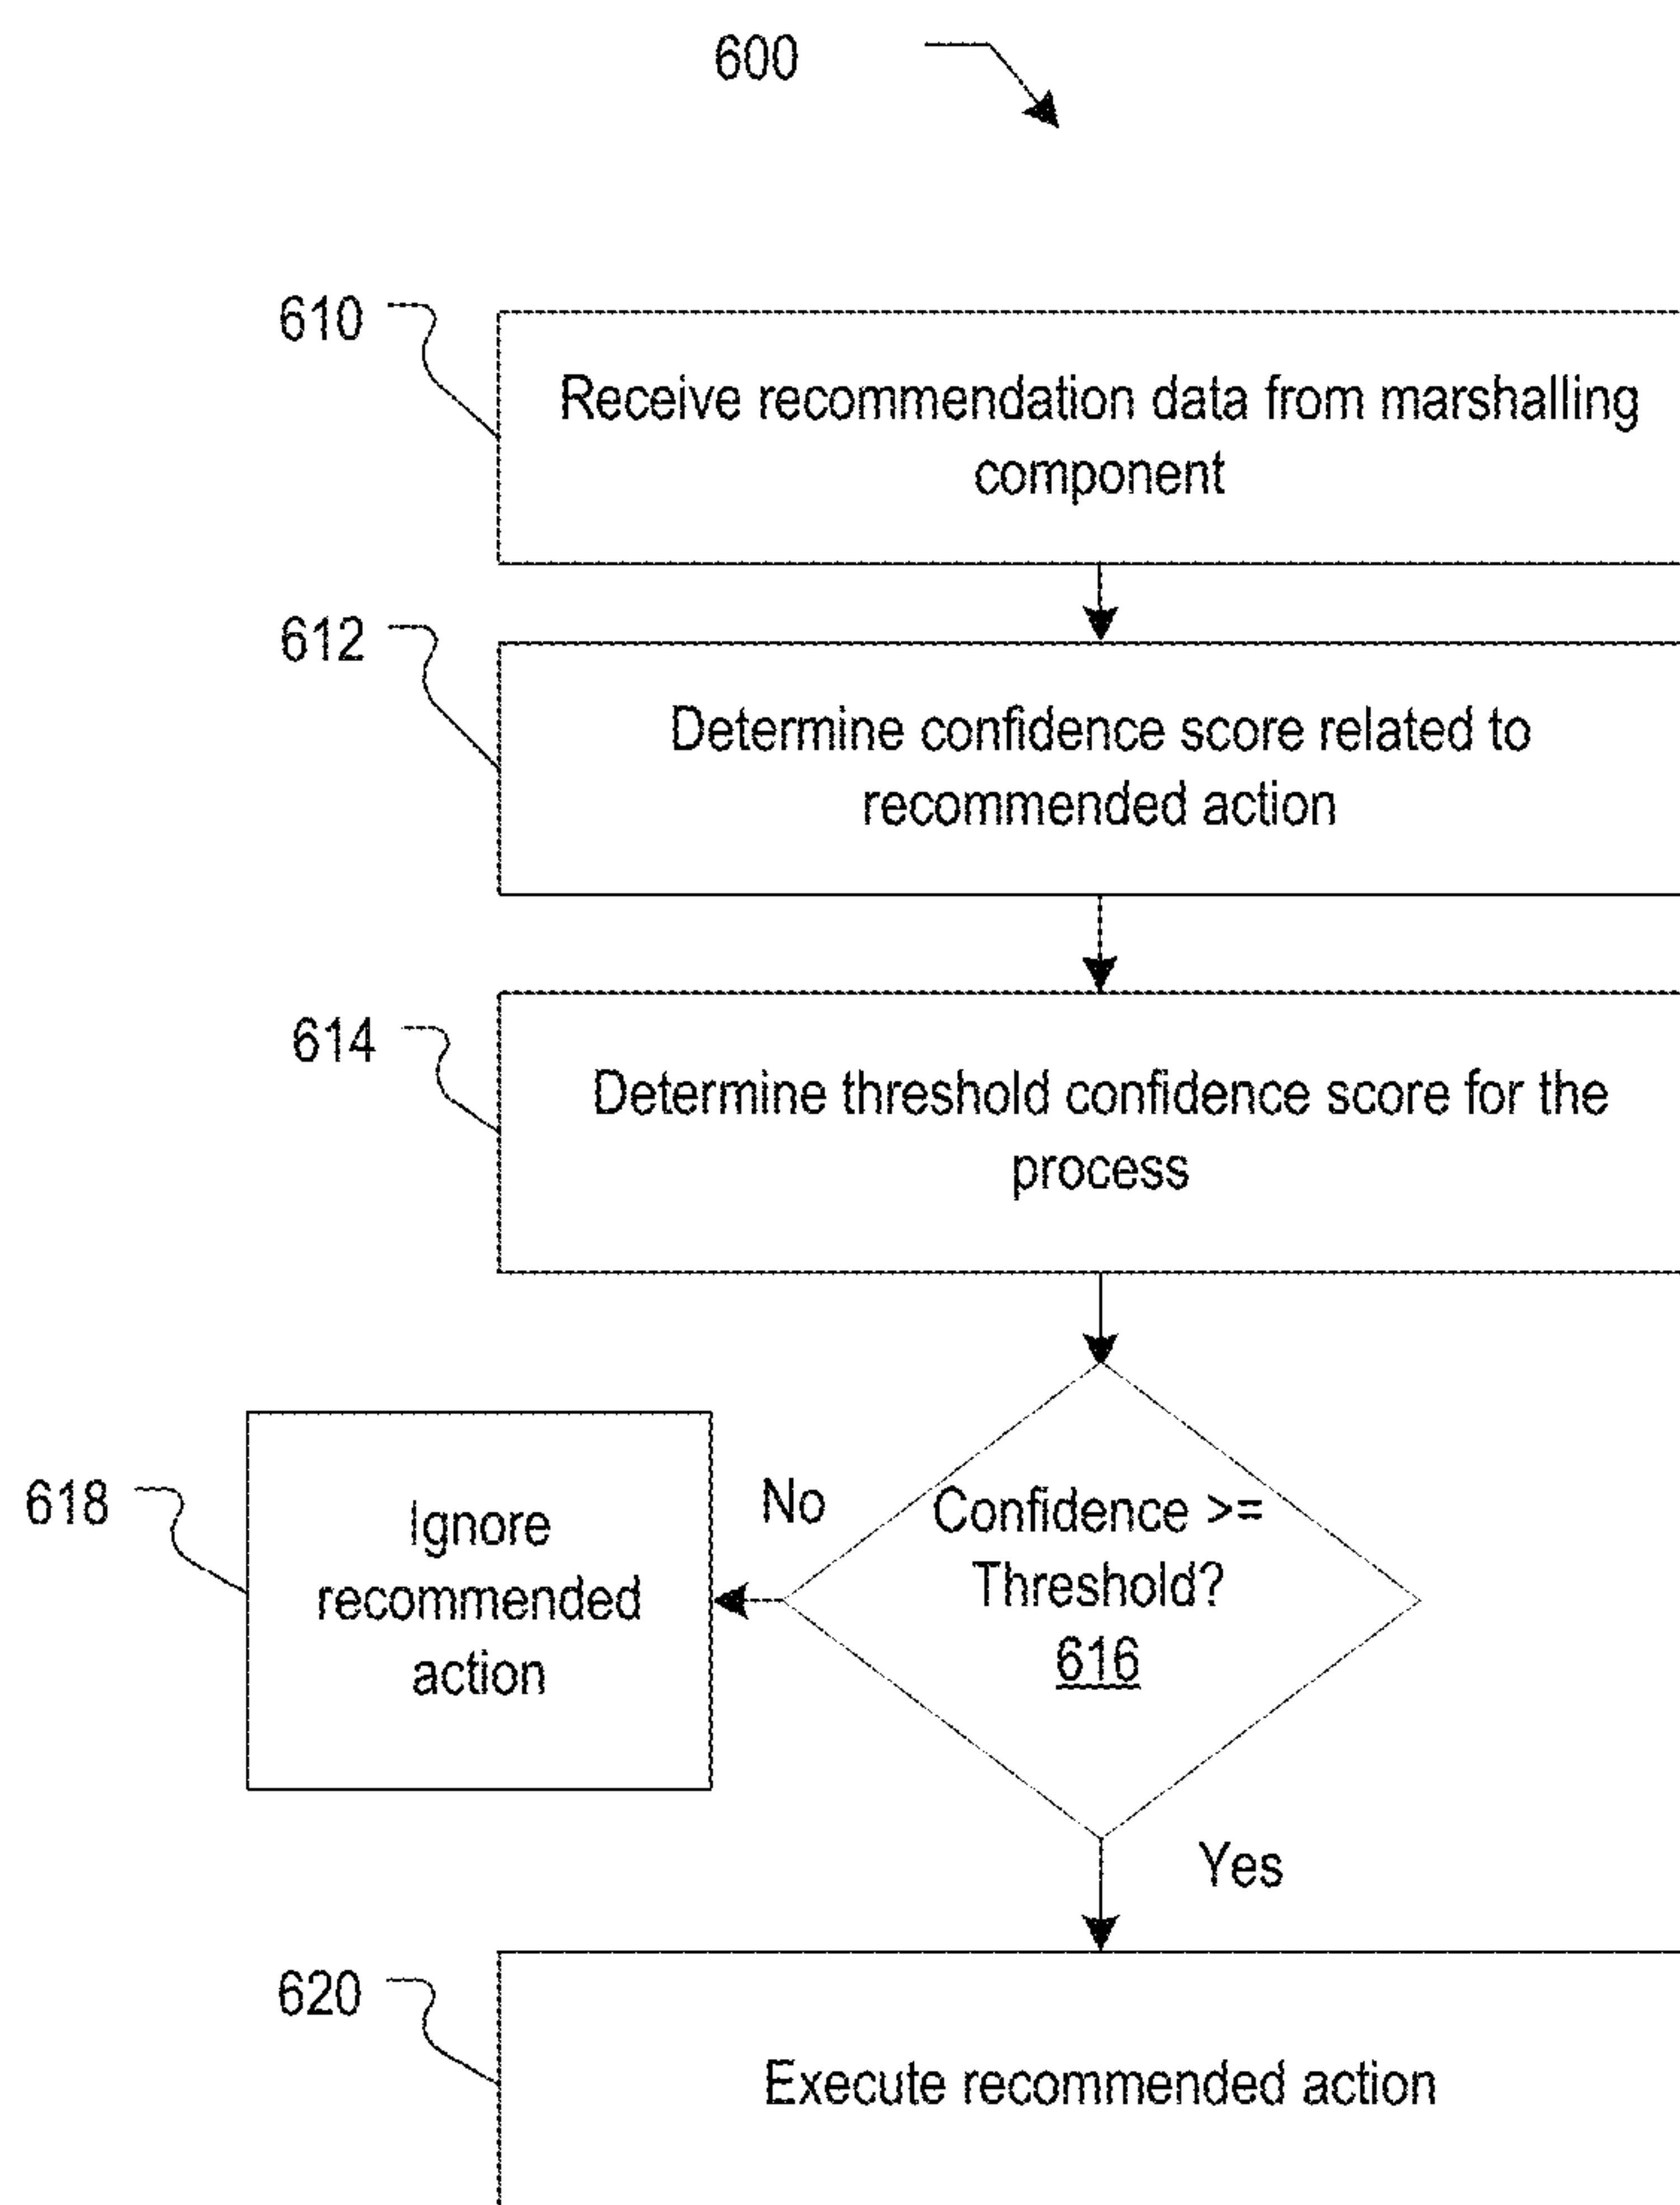 600
610
Receive recommendation data from marshalling
component
612
Determine confidence score related to
recommended action
614
Determine threshold confidence score for the
process
618
Ignore
recommended
action
No
Confidence >=
Threshold?
616
Yes
620
Execute recommended action